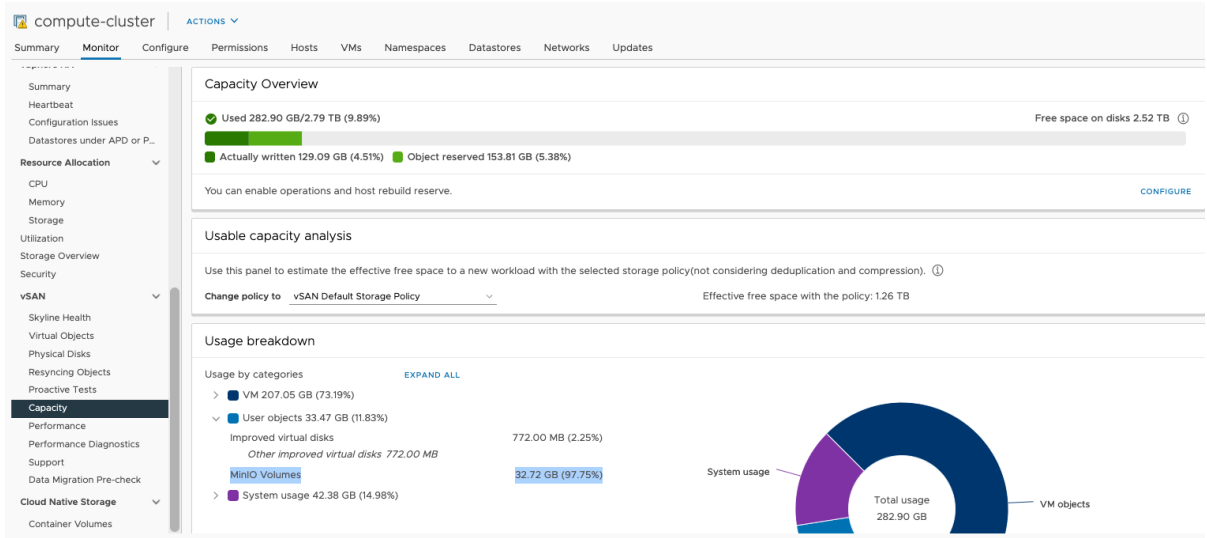 compute-cluster ACTIONS
Summary Monitor Configure Permissions Hosts VMs Namespaces Datastores Networks Updates
Summary
Heartbeat
Configuration Issues
Datastores under APD or P...
Resource Allocation
CPU
Memory
Storage
Utilization
Storage Overview
Security
vSAN
Skyline Health
Virtual Objects
Physical Disks
Resyncing Objects
Proactive Tests
Capacity
Performance
Performance Diagnostics
Support
Data Migration Pre-check
Cloud Native Storage
Container Volumes
Capacity Overview
Used 282.90 GB/2.79 TB (9.89%) Free space on disks 2.52 TB
Actually written 129.09 GB (4.51%) Object reserved 153.81 GB (5.38%)
You can enable operations and host rebuild reserve. CONFIGURE
Usable capacity analysis
Use this panel to estimate the effective free space to a new workload with the selected storage policy(not considering deduplication and compression).
Change policy to vSAN Default Storage Policy Effective free space with the policy: 1.26 TB
Usage breakdown
Usage by categories EXPAND ALL
VM 207.05 GB (73.19%)
User objects 33.47 GB (11.83%)
Improved virtual disks 772.00 MB (2.25%)
Other improved virtual disks 772.00 MB
MinIO Volumes 32.72 GB (97.75%)
System usage 42.38 GB (14.98%)
System usage
Total usage
282.90 GB
VM objects